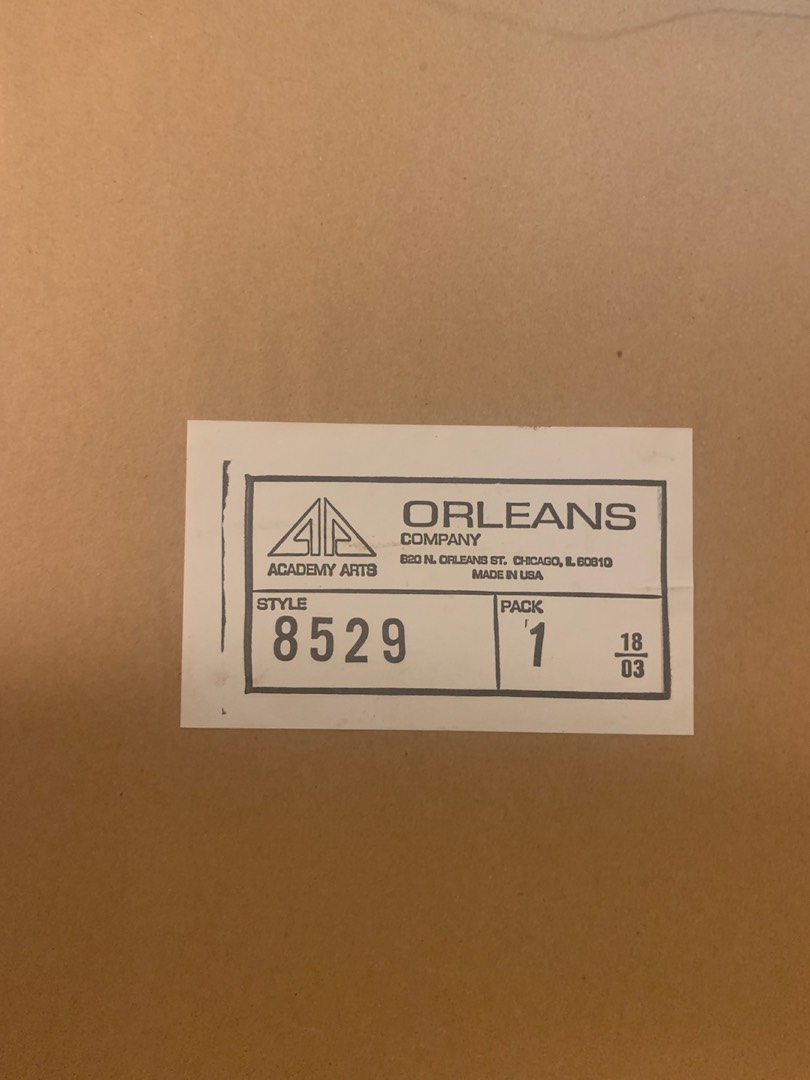 ORLEANS
COMPANY
820 N. ORLEANS ST. CHICAGO, IL 60610
MADE IN USA
ACADEMY ARTS
STYLE
8529
PACK
1
18
03